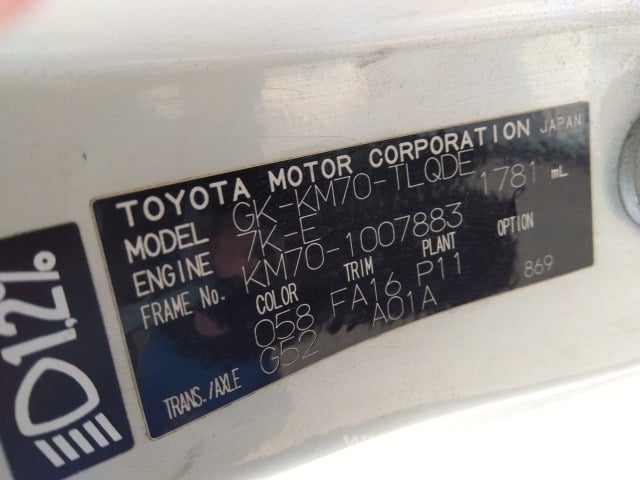 TOYOTA MOTOR CORPORATION JAPAN
MODEL GK-KM70-TLQDE
ENGINE 7K-E 1781 mL
FRAME No. KM70-1007883
COLOR TRIM PLANT OPTION
058 FA16 P11 869
TRANS./AXLE G52 A01A
1.2%